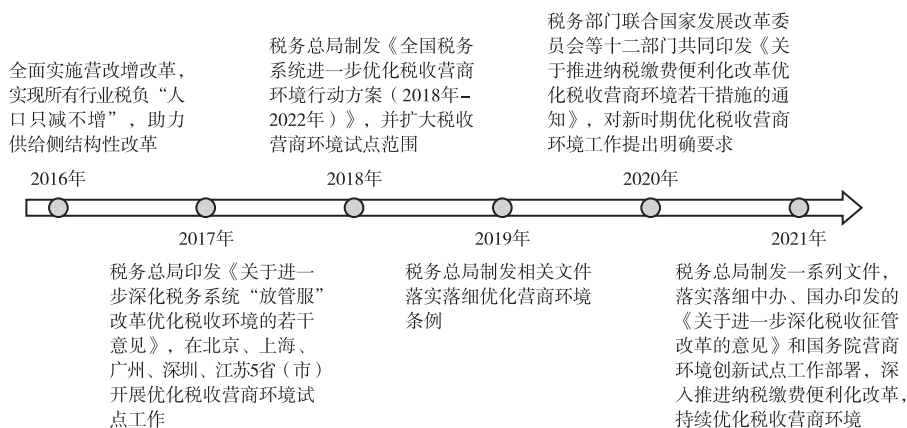 2016年
全面实施营改增改革，
实现所有行业税负“人
口只减不增”，助力
供给侧结构性改革
2017年
税务总局印发《关于进一
步深化税务系统“放管服”
改革优化税收环境的若干
意见》，在北京、上海、
广州、深圳、江苏5省（市）
开展优化税收营商环境试
点工作
2018年
税务总局制发《全国税务
系统进一步优化税收营商
环境行动方案（2018年–
2022年）》，并扩大税收
营商环境试点范围
2019年
税务总局制发相关文件
落实落细优化营商环境
条例
2020年
税务部门联合国家发展改革委
员会等十二部门共同印发《关
于推进纳税缴费便利化改革优
化税收营商环境若干措施的通
知》，对新时期优化税收营商
环境工作提出明确要求
2021年
税务总局制发一系列文件，
落实落细中办、国办印发的
《关于进一步深化税收征管
改革的意见》和国务院营商
环境创新试点工作部署，深
入推进纳税缴费便利化改革，
持续优化税收营商环境